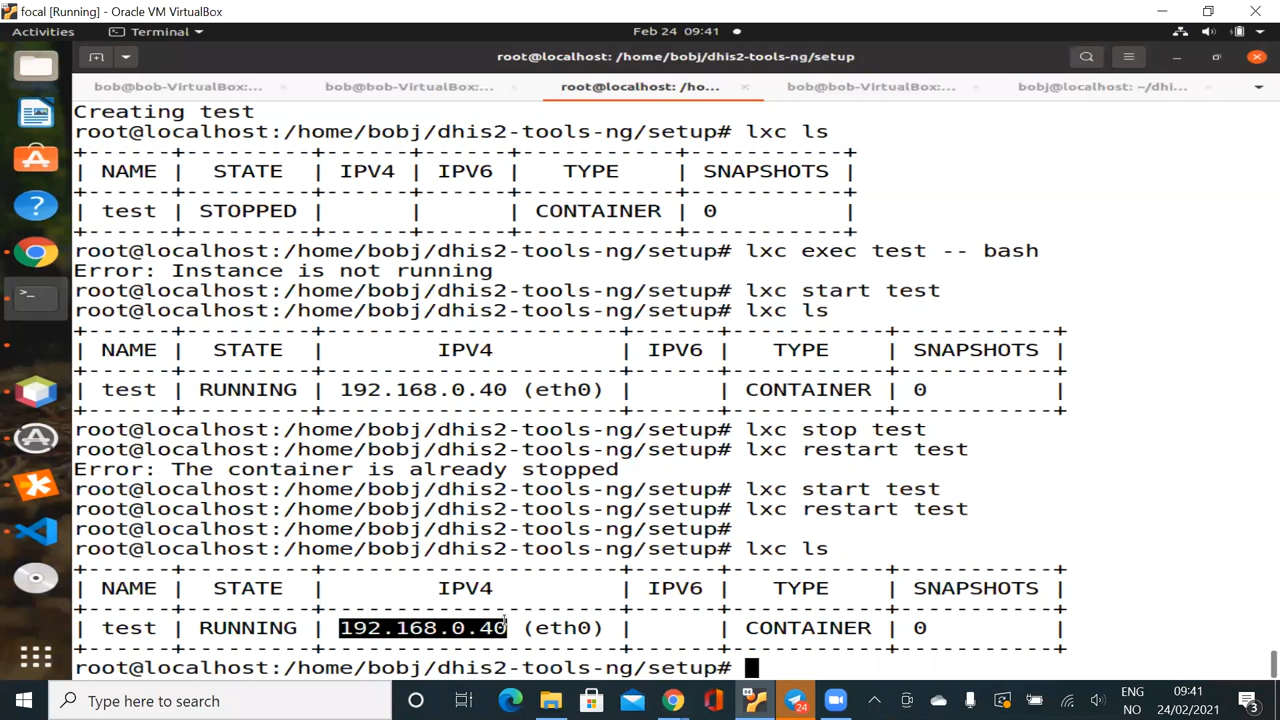 focal [Running] - Oracle VM VirtualBox
Activities Terminal Feb 24 09:41
root@localhost: /home/bobj/dhis2-tools-ng/setup
bob@bob-VirtualBox:... bob@bob-VirtualBox:... root@localhost: /ho... bob@bob-VirtualBox:... bobj@localhost: ~/dhi...
Creating test
root@localhost:/home/bobj/dhis2-tools-ng/setup# lxc ls
+------+---------+------+------+-----------+-----------+
| NAME | STATE | IPV4 | IPV6 | TYPE | SNAPSHOTS |
+------+---------+------+------+-----------+-----------+
| test | STOPPED | | | CONTAINER | 0 |
+------+---------+------+------+-----------+-----------+
root@localhost:/home/bobj/dhis2-tools-ng/setup# lxc exec test -- bash
Error: Instance is not running
root@localhost:/home/bobj/dhis2-tools-ng/setup# lxc start test
root@localhost:/home/bobj/dhis2-tools-ng/setup# lxc ls
+------+---------+---------------------+------+-----------+-----------+
| NAME | STATE | IPV4 | IPV6 | TYPE | SNAPSHOTS |
+------+---------+---------------------+------+-----------+-----------+
| test | RUNNING | 192.168.0.40 (eth0) | | CONTAINER | 0 |
+------+---------+---------------------+------+-----------+-----------+
root@localhost:/home/bobj/dhis2-tools-ng/setup# lxc stop test
root@localhost:/home/bobj/dhis2-tools-ng/setup# lxc restart test
Error: The container is already stopped
root@localhost:/home/bobj/dhis2-tools-ng/setup# lxc start test
root@localhost:/home/bobj/dhis2-tools-ng/setup# lxc restart test
root@localhost:/home/bobj/dhis2-tools-ng/setup#
root@localhost:/home/bobj/dhis2-tools-ng/setup# lxc ls
+------+---------+---------------------+------+-----------+-----------+
| NAME | STATE | IPV4 | IPV6 | TYPE | SNAPSHOTS |
+------+---------+---------------------+------+-----------+-----------+
| test | RUNNING | 192.168.0.40 (eth0) | | CONTAINER | 0 |
+------+---------+---------------------+------+-----------+-----------+
root@localhost:/home/bobj/dhis2-tools-ng/setup#
Type here to search
24
ENG
NO
09:41
24/02/2021
3